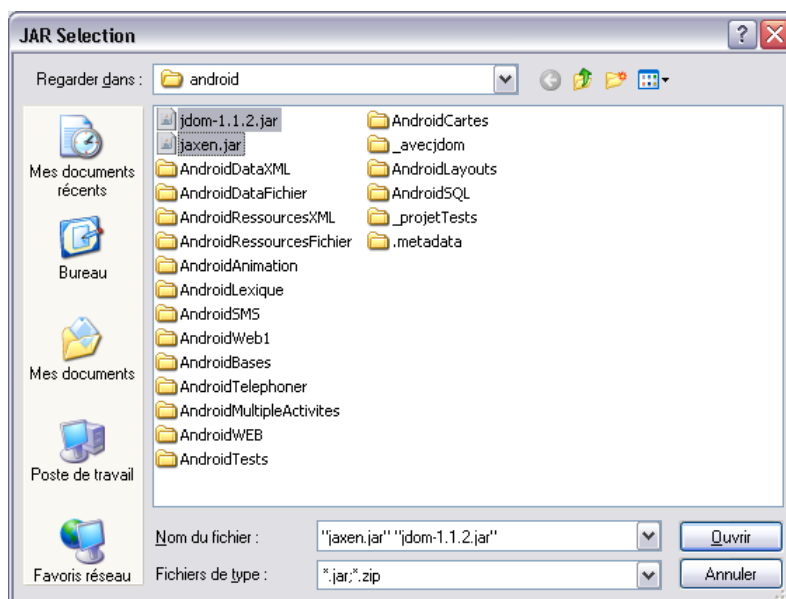 JAR Selection
Regarder dans :
android
Mes documents
récents
Bureau
Mes documents
Poste de travail
Favoris réseau
jdom-1.1.2.jar
jaxen.jar
AndroidDataXML
AndroidDataFichier
AndroidRessourcesXML
AndroidRessourcesFichier
AndroidAnimation
AndroidLexique
AndroidSMS
AndroidWeb1
AndroidBases
AndroidTelephoner
AndroidMultipleActivites
AndroidWEB
AndroidTests
AndroidCartes
_avecjdom
AndroidLayouts
AndroidSQL
_projetTests
.metadata
Nom du fichier :
"jaxen.jar" "jdom-1.1.2.jar"
Ouvrir
Fichiers de type :
*.jar;*.zip
Annuler